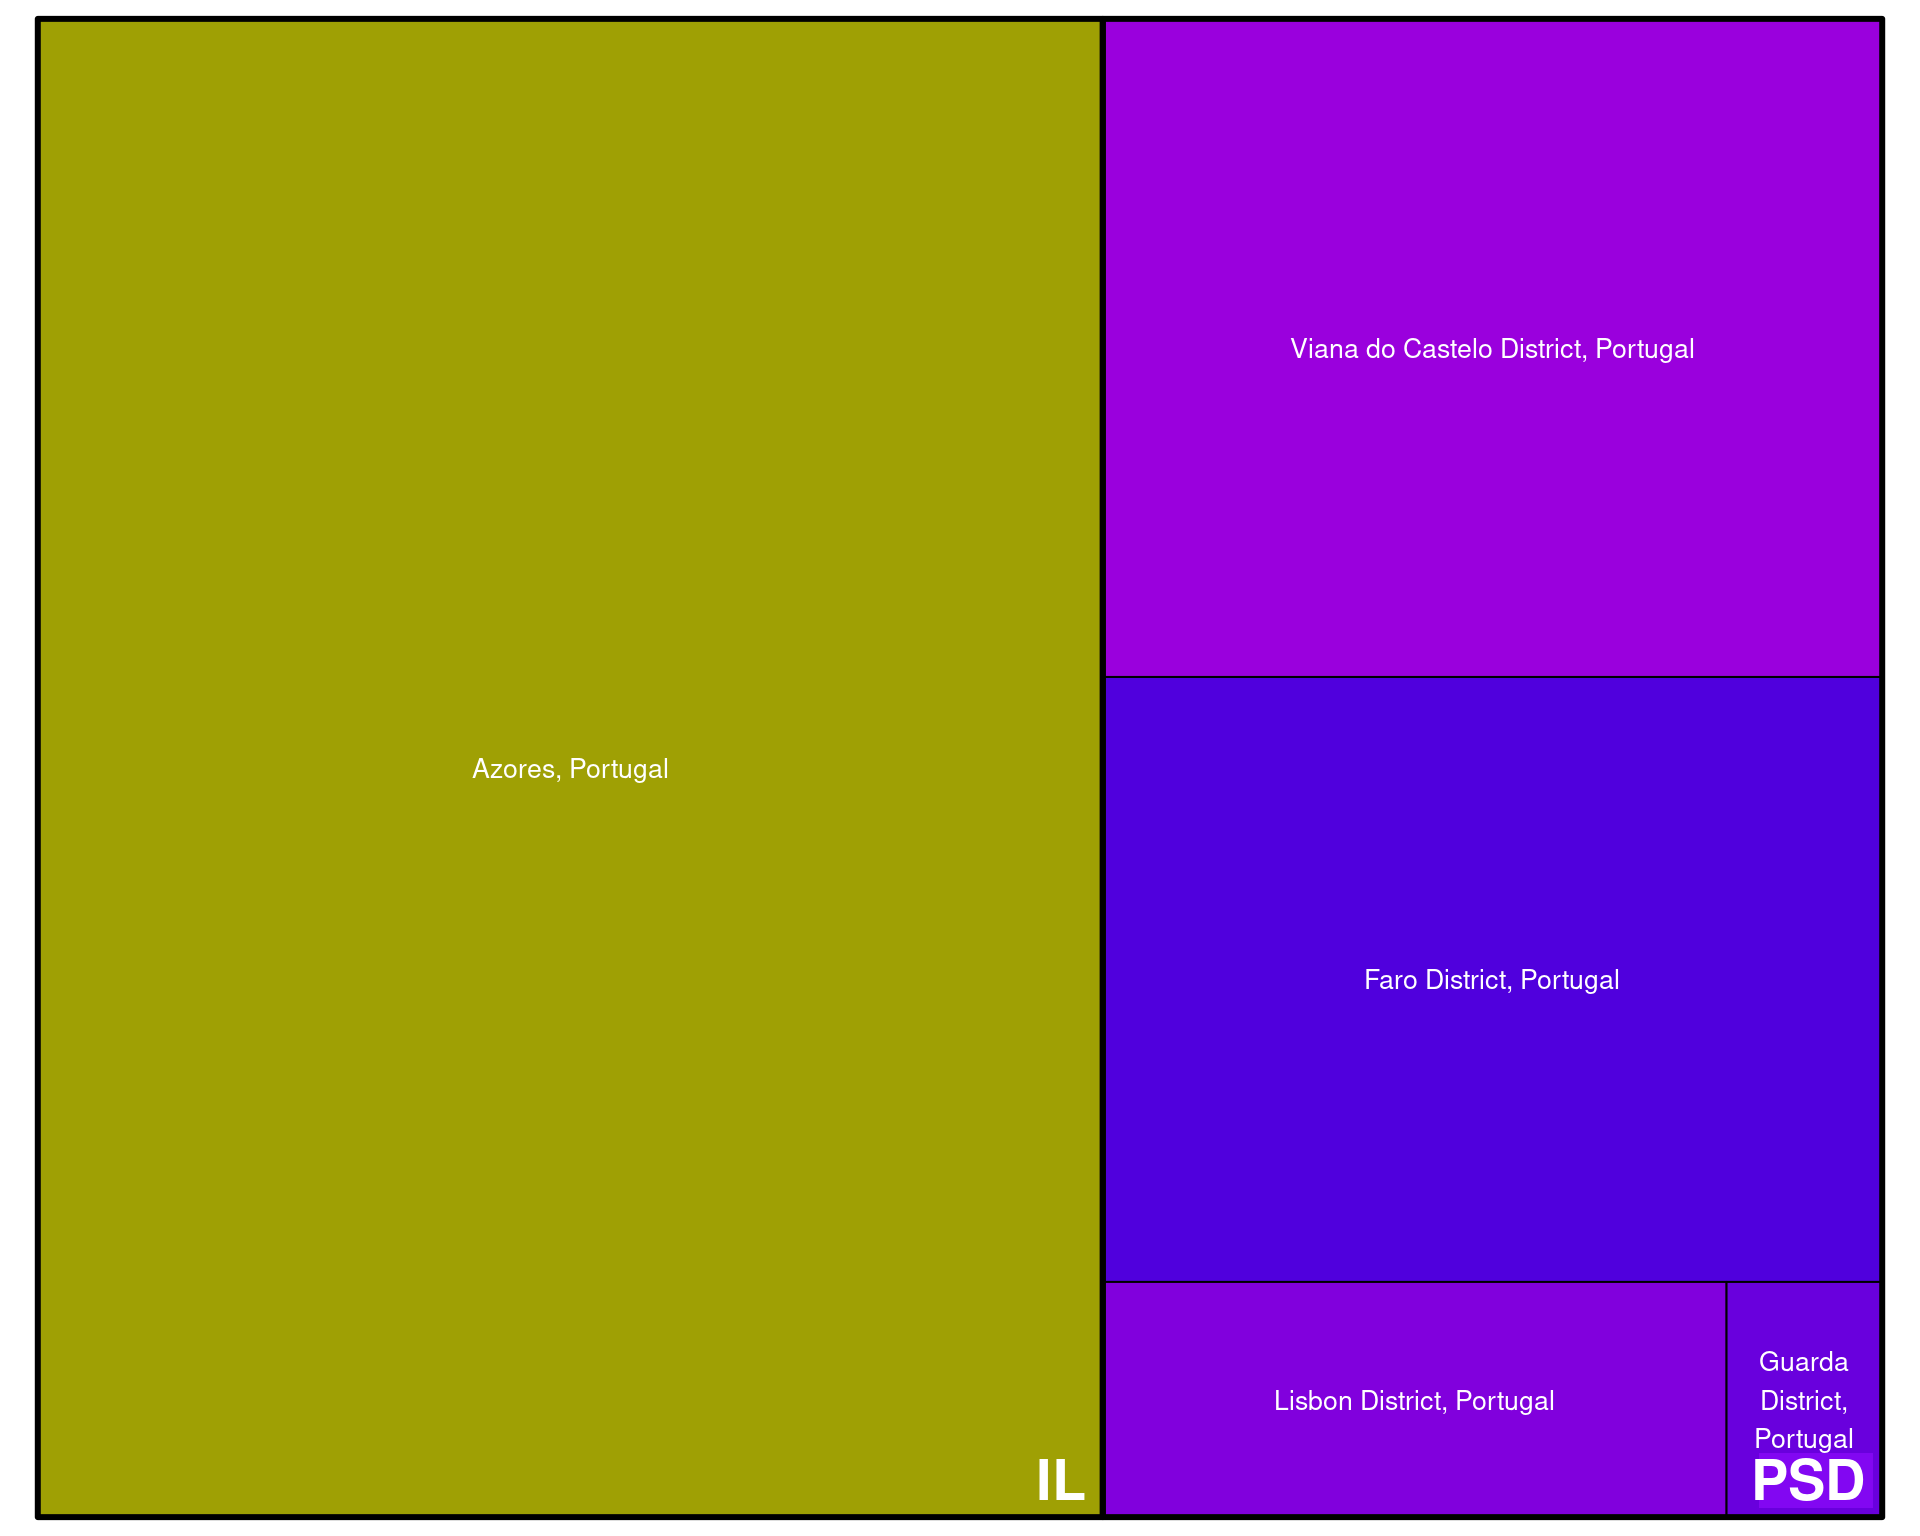 Viana do Castelo District, Portugal
Azores, Portugal
Faro District, Portugal
Lisbon District, Portugal
Guarda
District,
Portugal
IL
PSD